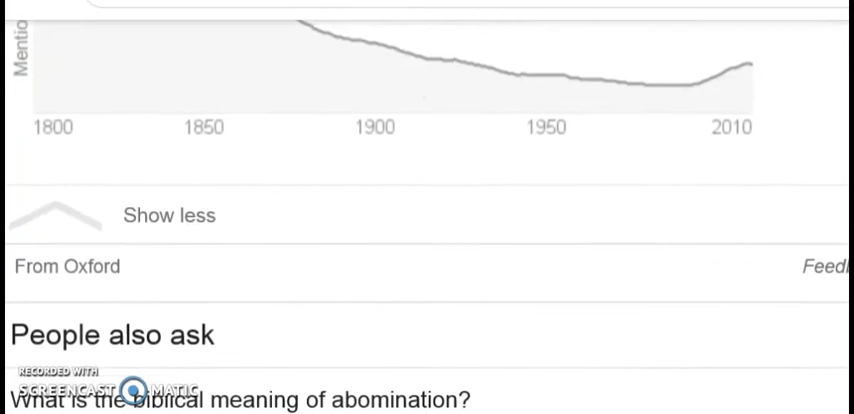 Mentio
1800 1850 1900 1950 2010
Show less
From Oxford
Feed
People also ask
RECORDED WITH
SCREENCAST MATIC
What is the biblical meaning of abomination?